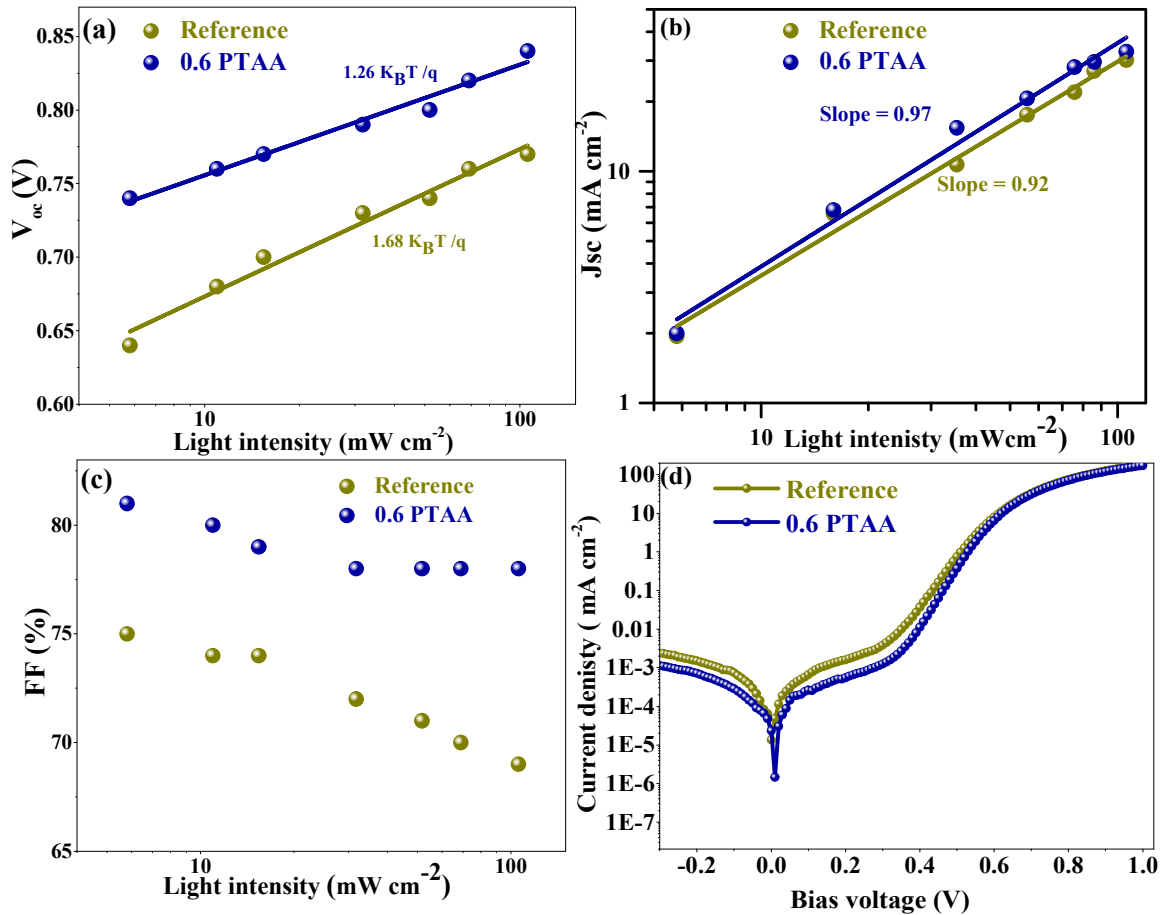 (a)
Reference
0.6 PTAA
1.26 K_BT /q
1.68 K_BT /q
0.85
0.80
0.75
0.70
0.65
0.60
V_oc (V)
10
100
Light intensity (mW cm⁻²)
(b)
Reference
0.6 PTAA
Slope = 0.97
Slope = 0.92
10
1
Jsc (mA cm⁻²)
10
100
Light intenisty (mWcm⁻²)
(c)
Reference
0.6 PTAA
80
75
70
65
FF (%)
10
100
Light intensity (mW cm⁻²)
(d)
Reference
0.6 PTAA
100
10
1
0.1
0.01
1E-3
1E-4
1E-5
1E-6
1E-7
Current denisty ( mA cm⁻²)
-0.2
0.0
0.2
0.4
0.6
0.8
1.0
Bias voltage (V)